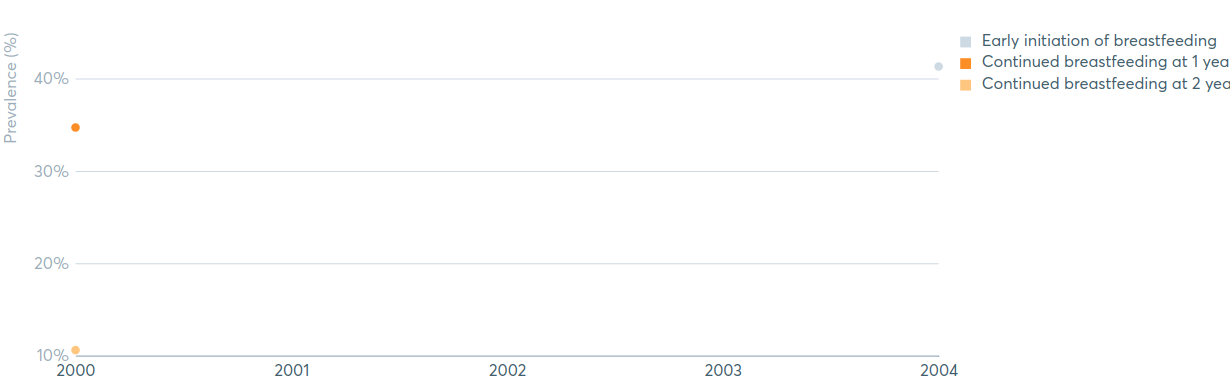 Prevalence (%)
40%
30%
20%
10%
2000 2001 2002 2003 2004
Early initiation of breastfeeding
Continued breastfeeding at 1 yea
Continued breastfeeding at 2 yea